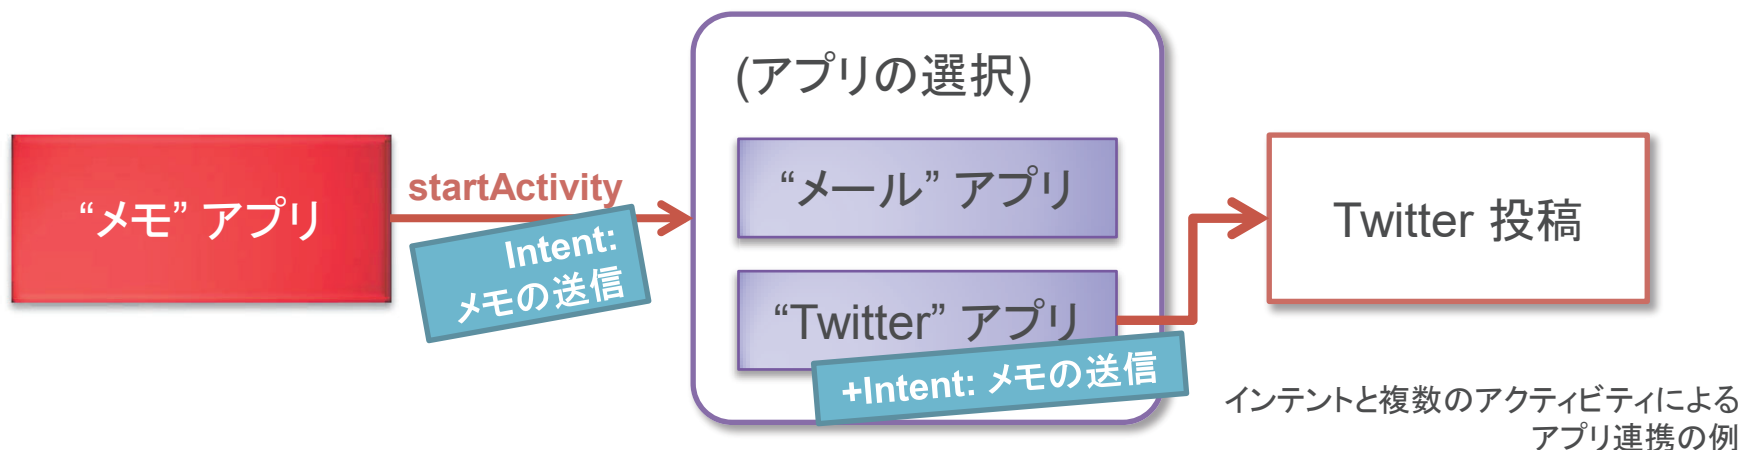 “メモ” アプリ
startActivity
Intent:
メモの送信
(アプリの選択)
“メール” アプリ
“Twitter” アプリ
+Intent: メモの送信
Twitter 投稿
インテントと複数のアクティビティによる
アプリ連携の例